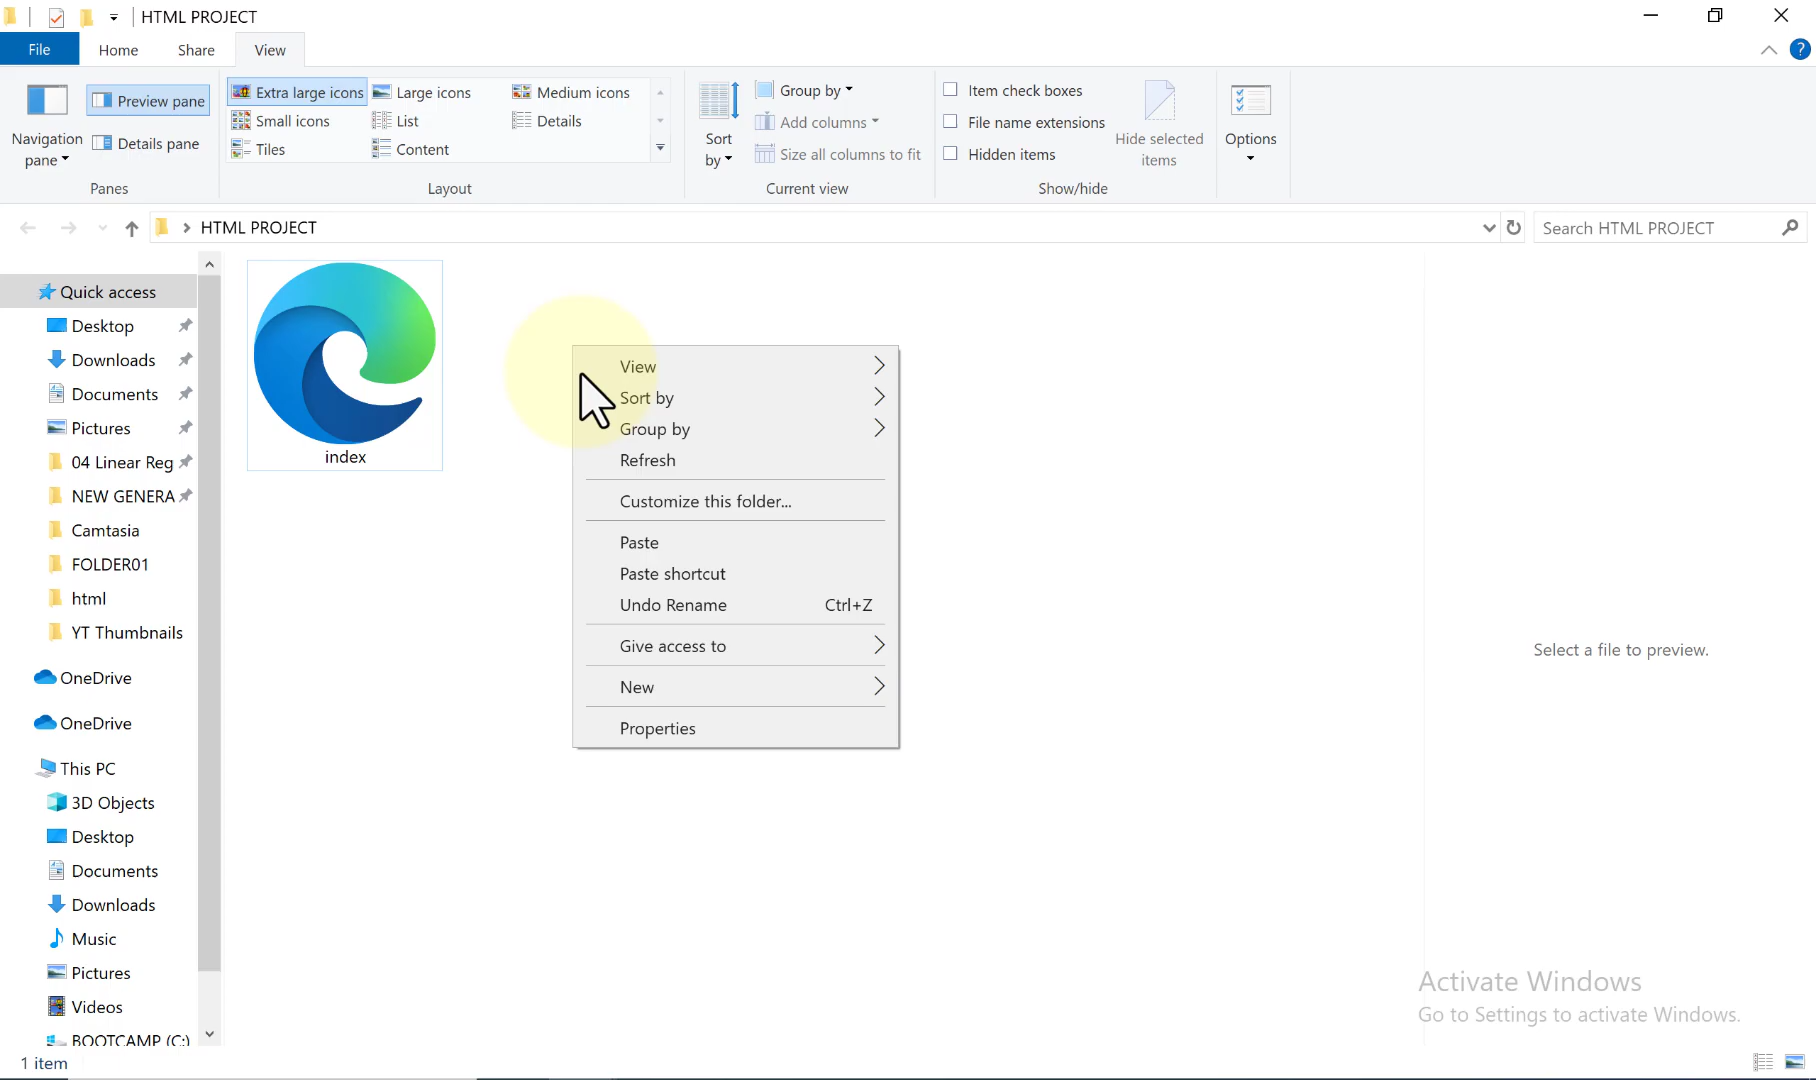 HTML PROJECT
File Home Share View
?
Navigation pane
Preview pane
Details pane
Panes
Extra large icons Large icons Medium icons
Small icons List Details
Tiles Content
Layout
Sort by
Group by
Add columns
Size all columns to fit
Current view
Item check boxes
File name extensions
Hidden items
Hide selected items
Show/hide
Options
HTML PROJECT
Search HTML PROJECT
Quick access
Desktop
Downloads
Documents
Pictures
04 Linear Reg
NEW GENERA
Camtasia
FOLDER01
html
YT Thumbnails
OneDrive
OneDrive
This PC
3D Objects
Desktop
Documents
Downloads
Music
Pictures
Videos
BOOTCAMP (C:)
index
View
Sort by
Group by
Refresh
Customize this folder...
Paste
Paste shortcut
Undo Rename Ctrl+Z
Give access to
New
Properties
Select a file to preview.
Activate Windows
Go to Settings to activate Windows.
1 item